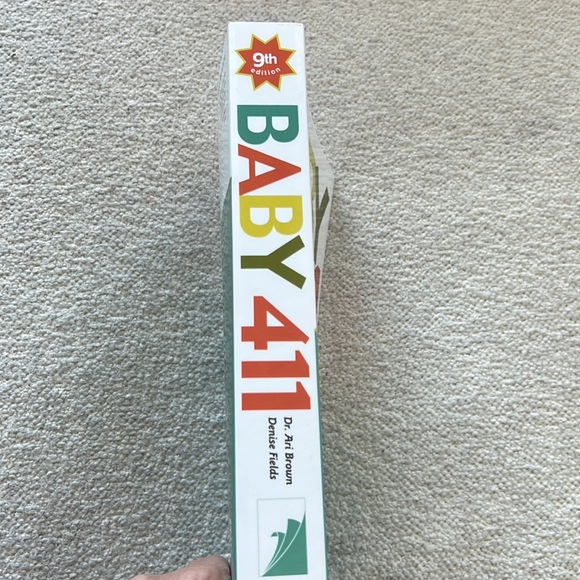 9th
edition
BABY 411
Dr. Ari Brown
Denise Fields